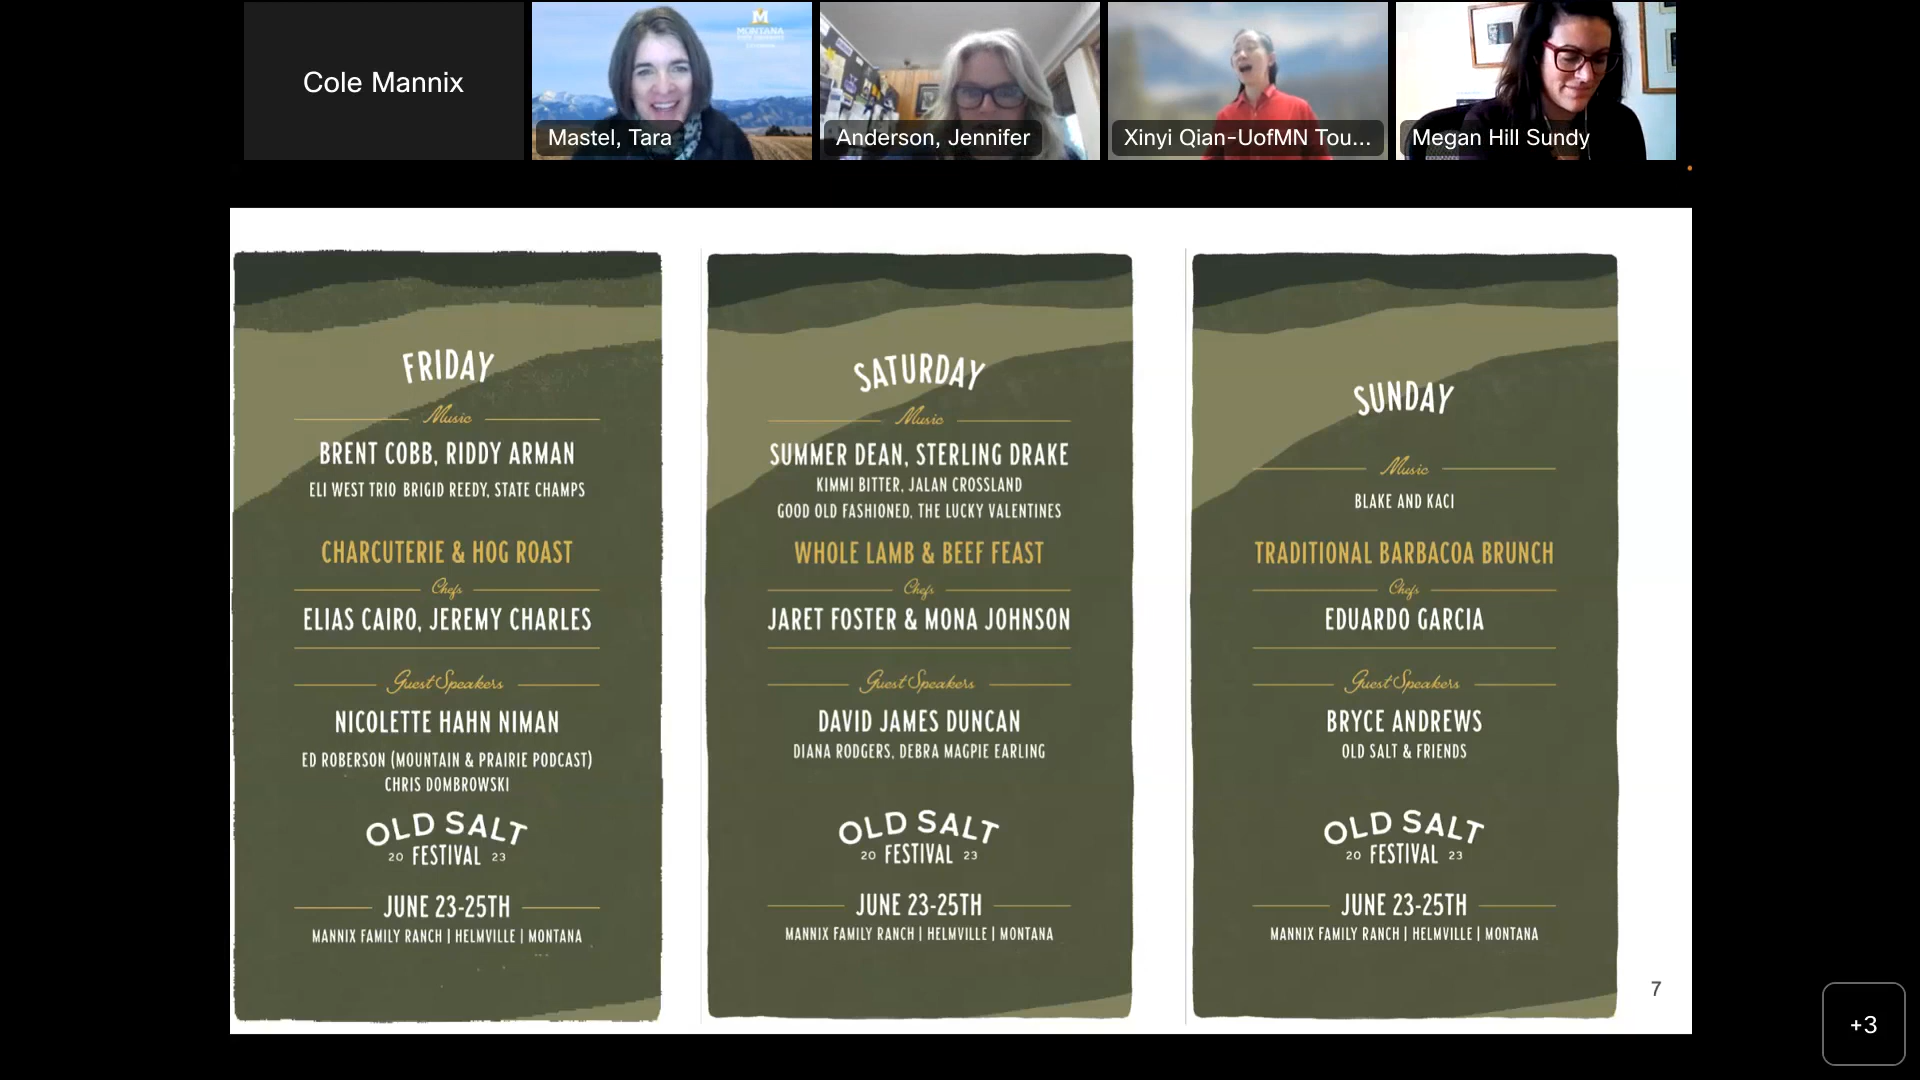 Cole Mannix
M
MONTANA
Mastel, Tara
Anderson, Jennifer
Xinyi Qian-UofMN Tou...
Megan Hill Sundy
FRIDAY
Music
BRENT COBB, RIDDY ARMAN
ELI WEST TRIO BRIGID REEDY, STATE CHAMPS
CHARCUTERIE & HOG ROAST
Chefs
ELIAS CAIRO, JEREMY CHARLES
Guest Speakers
NICOLETTE HAHN NIMAN
ED ROBERSON (MOUNTAIN & PRAIRIE PODCAST)
CHRIS DOMBROWSKI
OLD SALT
20 FESTIVAL 23
JUNE 23-25TH
MANNIX FAMILY RANCH | HELMVILLE | MONTANA
SATURDAY
Music
SUMMER DEAN, STERLING DRAKE
KIMMI BITTER, JALAN CROSSLAND
GOOD OLD FASHIONED, THE LUCKY VALENTINES
WHOLE LAMB & BEEF FEAST
Chefs
JARET FOSTER & MONA JOHNSON
Guest Speakers
DAVID JAMES DUNCAN
DIANA RODGERS, DEBRA MAGPIE EARLING
OLD SALT
20 FESTIVAL 23
JUNE 23-25TH
MANNIX FAMILY RANCH | HELMVILLE | MONTANA
SUNDAY
Music
BLAKE AND KACI
TRADITIONAL BARBACOA BRUNCH
Chefs
EDUARDO GARCIA
Guest Speakers
BRYCE ANDREWS
OLD SALT & FRIENDS
OLD SALT
20 FESTIVAL 23
JUNE 23-25TH
MANNIX FAMILY RANCH | HELMVILLE | MONTANA
7
+3